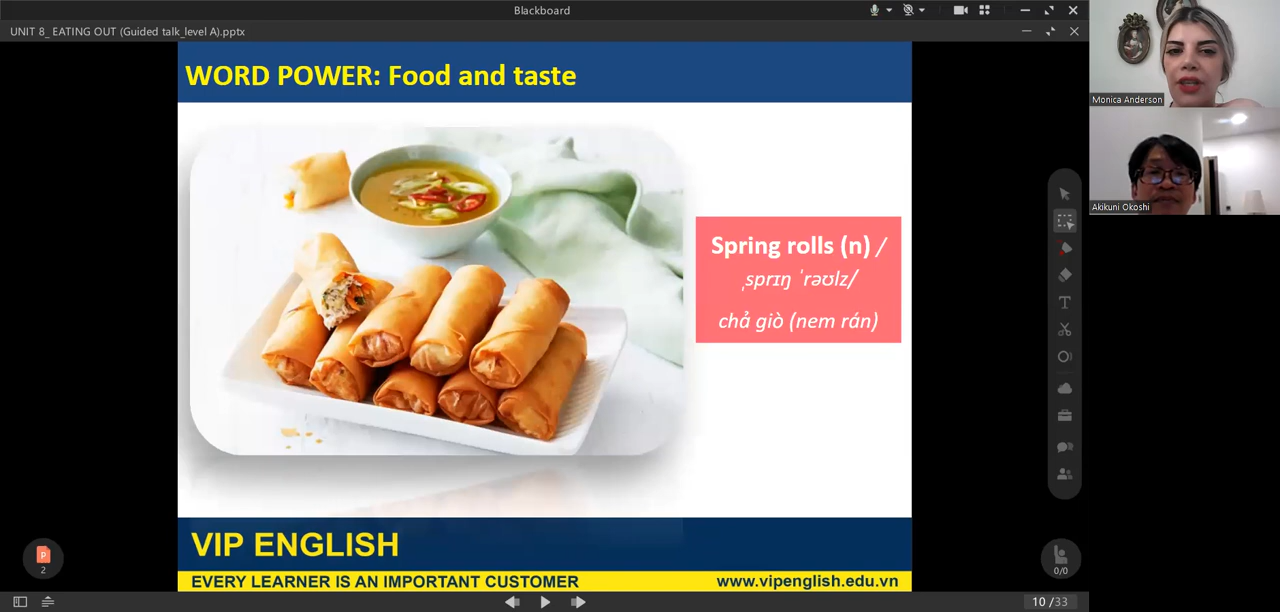 Blackboard
UNIT 8_ EATING OUT (Guided talk_level A).pptx
WORD POWER: Food and taste
Spring rolls (n) /
ˌsprɪŋ ˈrəʊlz/
chả giò (nem rán)
VIP ENGLISH
EVERY LEARNER IS AN IMPORTANT CUSTOMER
www.vipenglish.edu.vn
Monica Anderson
Akikuni Okoshi
P
2
T
0/0
10 /33